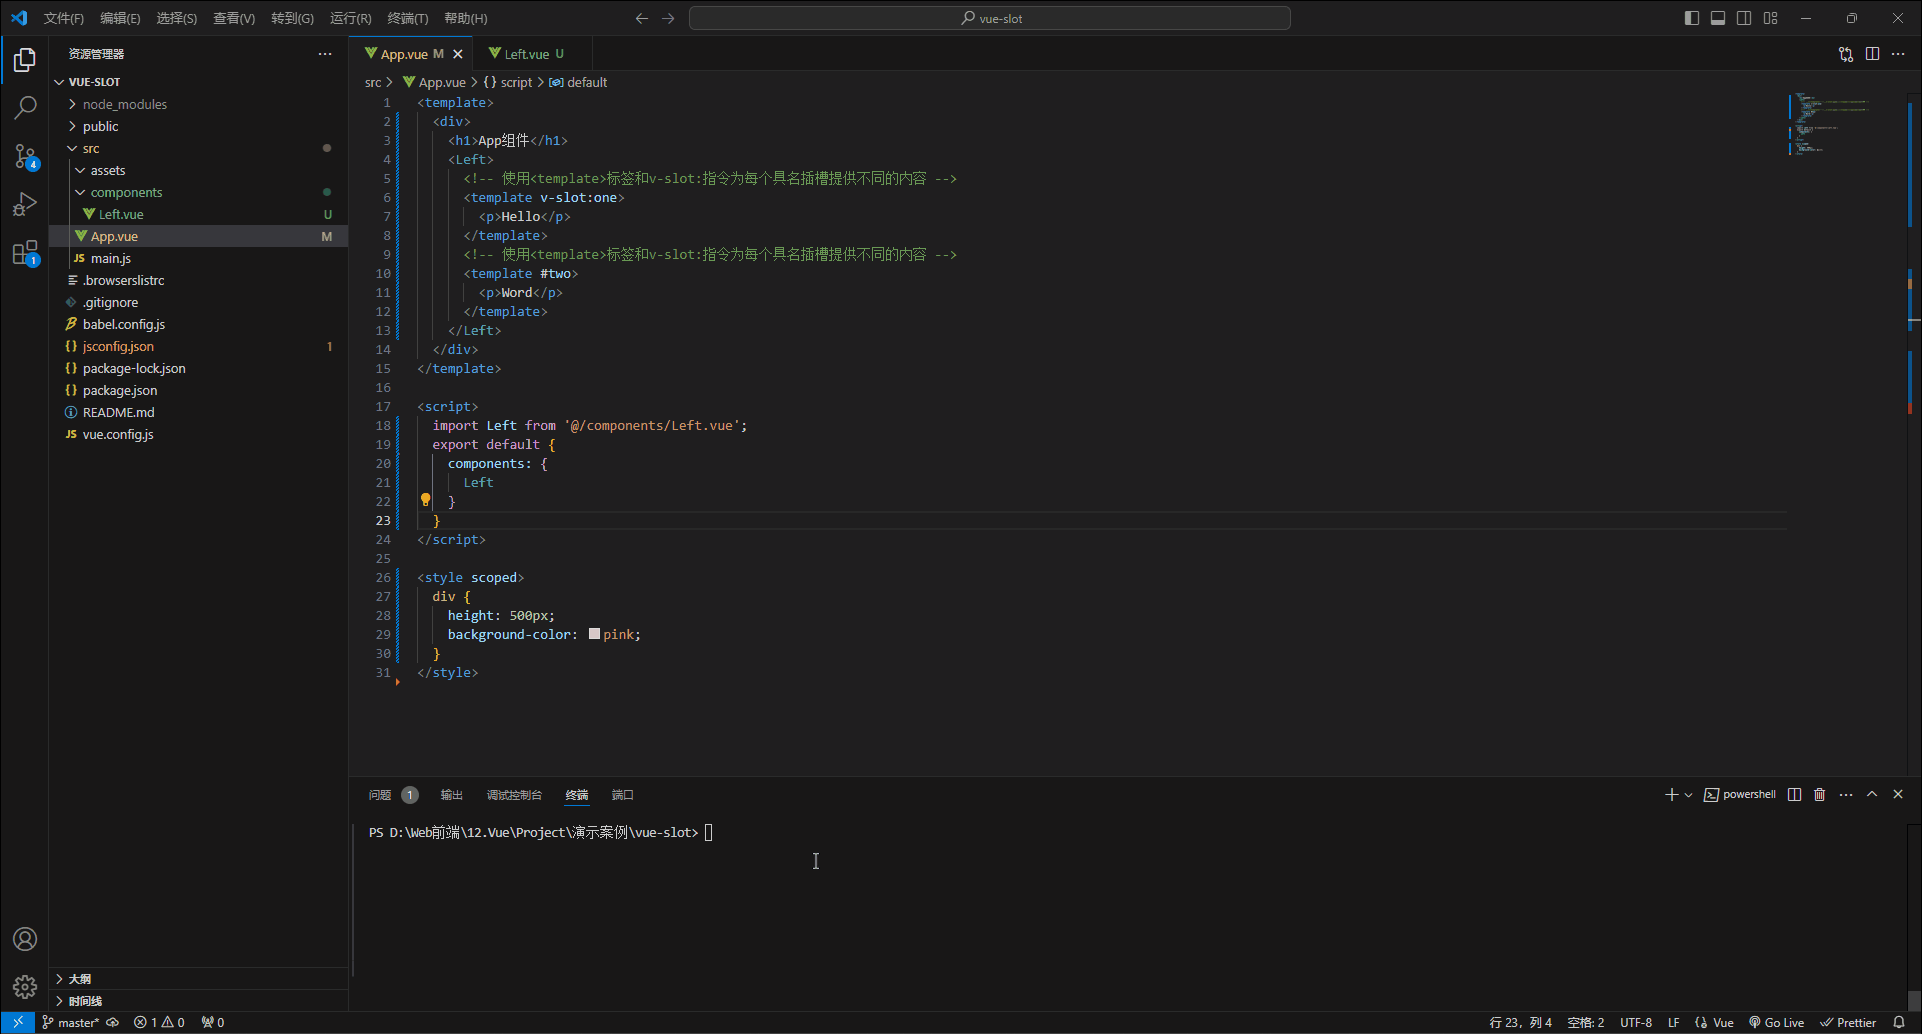 文件(F) 编辑(E) 选择(S) 查看(V) 转到(G) 运行(R) 终端(T) 帮助(H)
vue-slot
资源管理器
VUE-SLOT
node_modules
public
src
assets
components
Left.vue U
App.vue M
JS main.js
.browserslistrc
.gitignore
babel.config.js
{} jsconfig.json 1
{} package-lock.json
{} package.json
README.md
JS vue.config.js
大纲
时间线
4
1
App.vue M Left.vue U
src > App.vue > {} script > default
1 <template>
2 <div>
3 <h1>App组件</h1>
4 <Left>
5 <!-- 使用<template>标签和v-slot:指令为每个具名插槽提供不同的内容 -->
6 <template v-slot:one>
7 <p>Hello</p>
8 </template>
9 <!-- 使用<template>标签和v-slot:指令为每个具名插槽提供不同的内容 -->
10 <template #two>
11 <p>Word</p>
12 </template>
13 </Left>
14 </div>
15 </template>
16
17 <script>
18 import Left from '@/components/Left.vue';
19 export default {
20 components: {
21 Left
22 }
23 }
24 </script>
25
26 <style scoped>
27 div {
28 height: 500px;
29 background-color: pink;
30 }
31 </style>
问题 1 输出 调试控制台 终端 端口
powershell
PS D:\Web前端\12.Vue\Project\演示案例\vue-slot>
master* 1 0 0
行 23，列 4 空格: 2 UTF-8 LF Vue Go Live Prettier